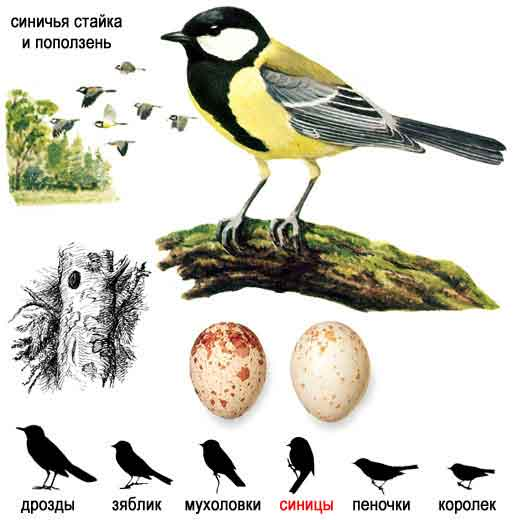 синичья стайка
и поползень
дрозды зяблик мухоловки синицы пеночки королек